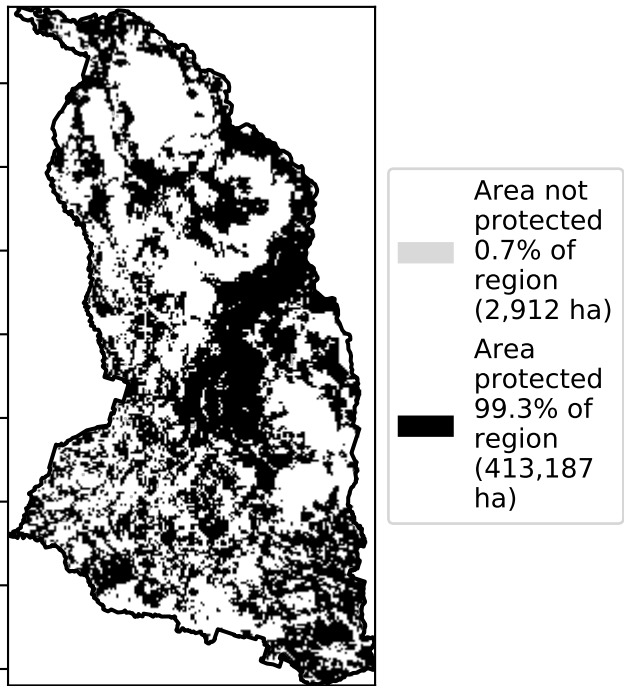 Area not
protected
0.7% of
region
(2,912 ha)
Area
protected
99.3% of
region
(413,187
ha)